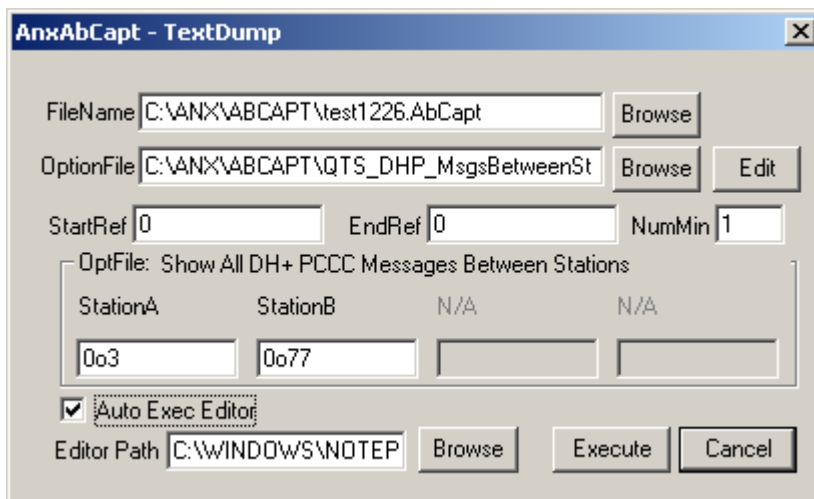 AnxAbCapt - TextDump
FileName C:\ANX\ABCAPT\test1226.AbCapt Browse
OptionFile C:\ANX\ABCAPT\QTS_DHP_MsgsBetweenSt Browse Edit
StartRef 0 EndRef 0 NumMin 1
OptFile: Show All DH+ PCCC Messages Between Stations
StationA StationB N/A N/A
0o3 0o77
Auto Exec Editor
Editor Path C:\WINDOWS\NOTEP Browse Execute Cancel